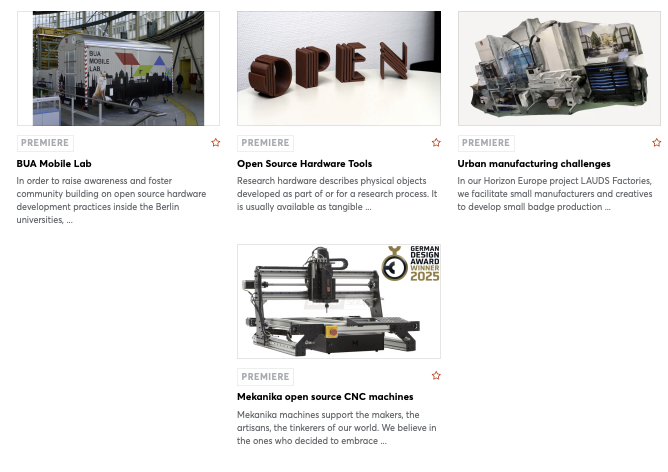 BUA
MOBILE
LAB
PREMIERE
BUA Mobile Lab
In order to raise awareness and foster
community building on open source hardware
development practices inside the Berlin
universities, ...
OPEN
PREMIERE
Open Source Hardware Tools
Research hardware describes physical objects
developed as part of or for a research process. It
is usually available as tangible ...
PREMIERE
Urban manufacturing challenges
In our Horizon Europe project LAUDS Factories,
we facilitate small manufacturers and creatives
to develop small badge production ...
GERMAN
DESIGN
AWARD
WINNER
2025
PREMIERE
Mekanika open source CNC machines
Mekanika machines support the makers, the
artisans, the tinkerers of our world. We believe in
the ones who decided to embrace ...